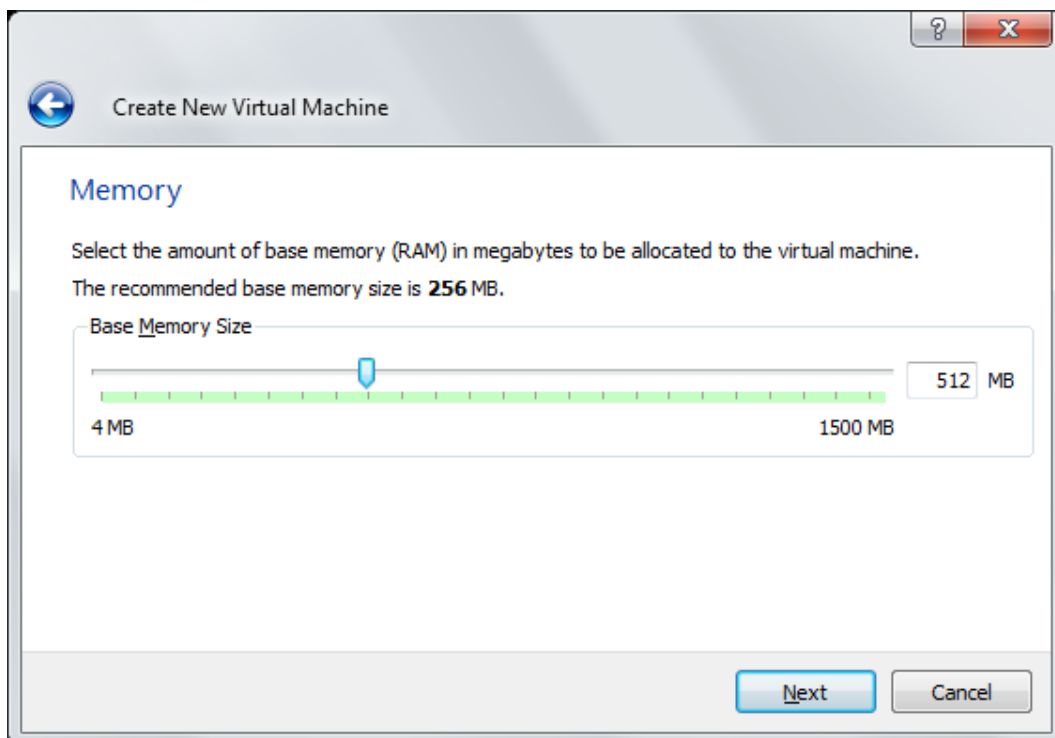 ?
X
Create New Virtual Machine
Memory
Select the amount of base memory (RAM) in megabytes to be allocated to the virtual machine.
The recommended base memory size is 256 MB.
Base Memory Size
512 MB
4 MB 1500 MB
Next Cancel